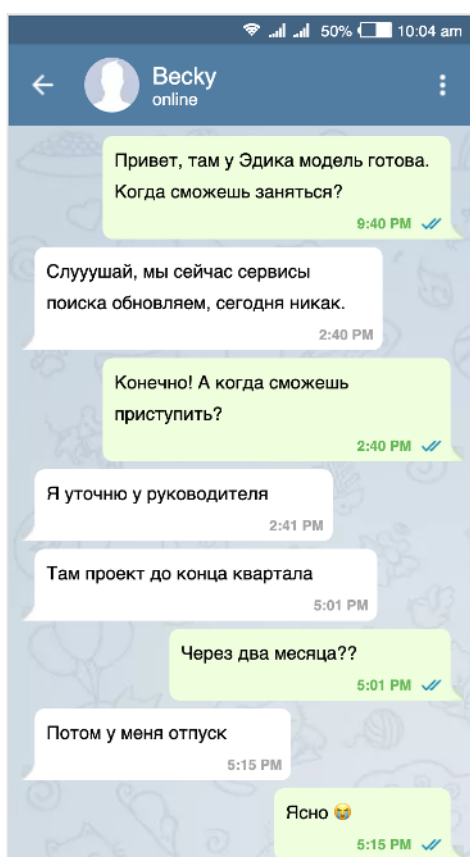 50% 10:04 am
Becky
online
Привет, там у Эдика модель готова.
Когда сможешь заняться?
9:40 PM
Слууушай, мы сейчас сервисы
поиска обновляем, сегодня никак.
2:40 PM
Конечно! А когда сможешь
приступить?
2:40 PM
Я уточню у руководителя
2:41 PM
Там проект до конца квартала
5:01 PM
Через два месяца??
5:01 PM
Потом у меня отпуск
5:15 PM
Ясно 😭
5:15 PM